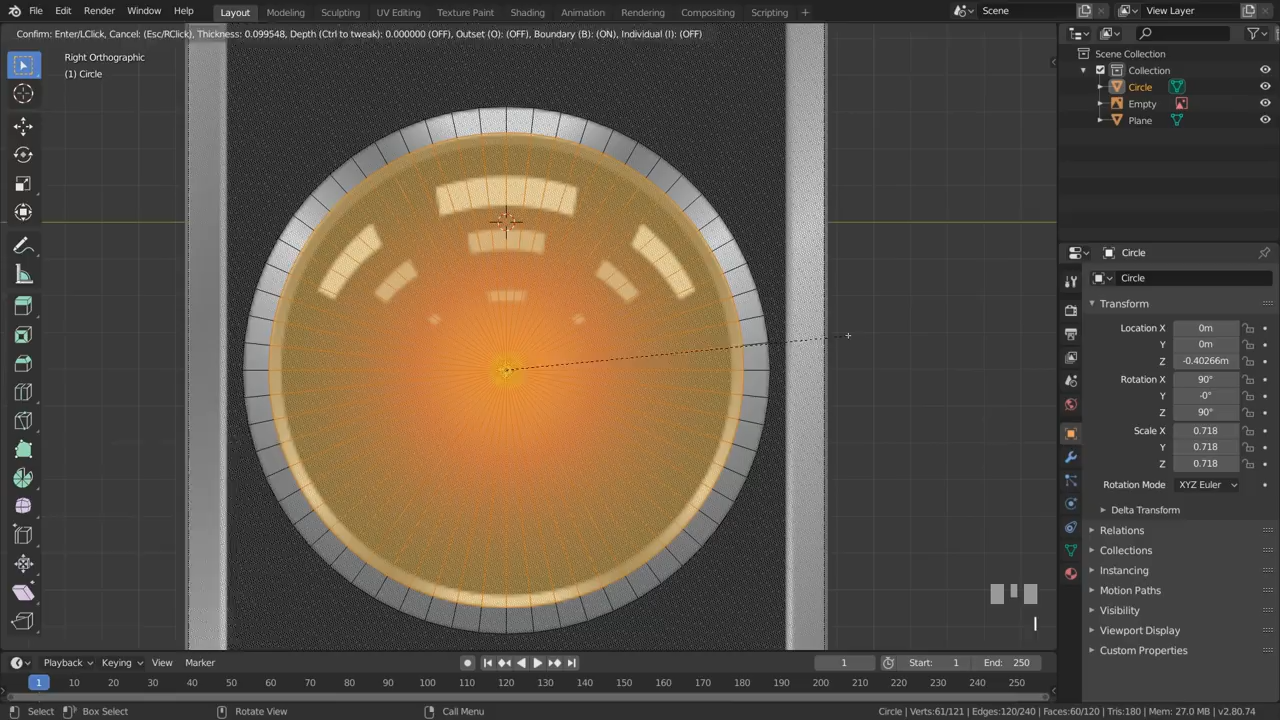 File Edit Render Window Help Layout Modeling Sculpting UV Editing Texture Paint Shading Animation Rendering Compositing Scripting + Scene View Layer
Confirm: Enter/LClick, Cancel: (Esc/RClick), Thickness: 0.099548, Depth (Ctrl to tweak): 0.000000 (OFF), Outset (O): (OFF), Boundary (B): (ON), Individual (I): (OFF)
Right Orthographic
(1) Circle
Scene Collection
Collection
Circle
Empty
Plane
Circle
Circle
Transform
Location X 0m
Y 0m
Z -0.40266m
Rotation X 90°
Y -0°
Z 90°
Scale X 0.718
Y 0.718
Z 0.718
Rotation Mode XYZ Euler
Delta Transform
Relations
Collections
Instancing
Motion Paths
Visibility
Viewport Display
Custom Properties
I
Playback Keying View Marker 1 Start: 1 End: 250
1 10 20 30 40 50 60 70 80 90 100 110 120 130 140 150 160 170 180 190 200 210 220 230 240 250
Select Box Select Rotate View Call Menu Circle | Verts:61/121 | Edges:120/240 | Faces:60/120 | Tris:180 | Mem: 27.0 MB | v2.80.74